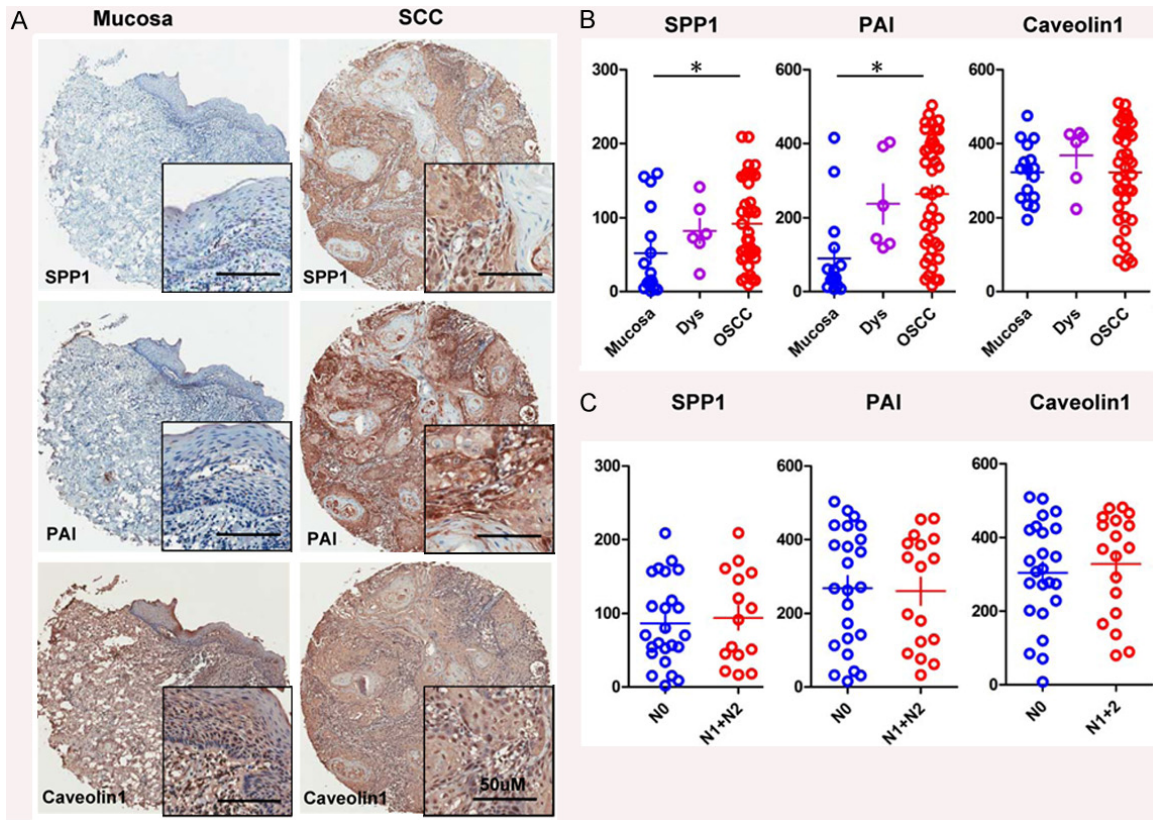 A
Mucosa
SCC
SPP1
SPP1
PAI
PAI
Caveolin1
Caveolin1
50uM
B
SPP1
PAI
Caveolin1
300
200
100
0
*
Mucosa
Dys
OSCC
600
400
200
0
*
Mucosa
Dys
OSCC
600
400
200
0
Mucosa
Dys
OSCC
C
SPP1
PAI
Caveolin1
300
200
100
0
N0
N1+N2
600
400
200
0
N0
N1+N2
600
400
200
0
N0
N1+2